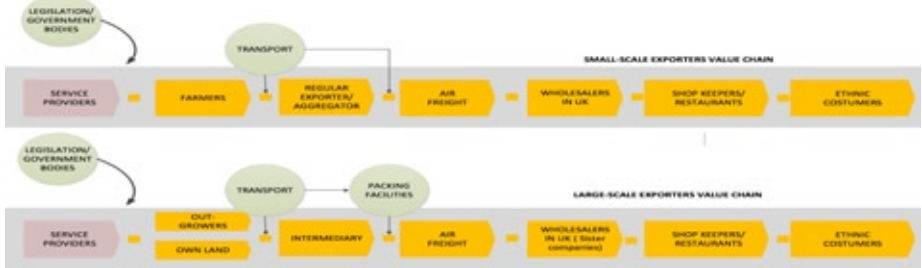 LEGISLATION/
GOVERNMENT
BODIES
TRANSPORT
SMALL-SCALE EXPORTERS VALUE CHAIN
SERVICE
PROVIDERS
FARMERS
REGULAR
EXPORTER/
AGGREGATOR
AIR
FREIGHT
WHOLESALERS
IN UK
SHOP KEEPERS/
RESTAURANTS
ETHNIC
COSTUMERS
LEGISLATION/
GOVERNMENT
BODIES
TRANSPORT
PACKING
FACILITIES
LARGE-SCALE EXPORTERS VALUE CHAIN
SERVICE
PROVIDERS
OUT-
GROWERS
OWN LAND
INTERMEDIARY
AIR
FREIGHT
WHOLESALERS
IN UK ( Sister
companies)
SHOP KEEPERS/
RESTAURANTS
ETHNIC
COSTUMERS